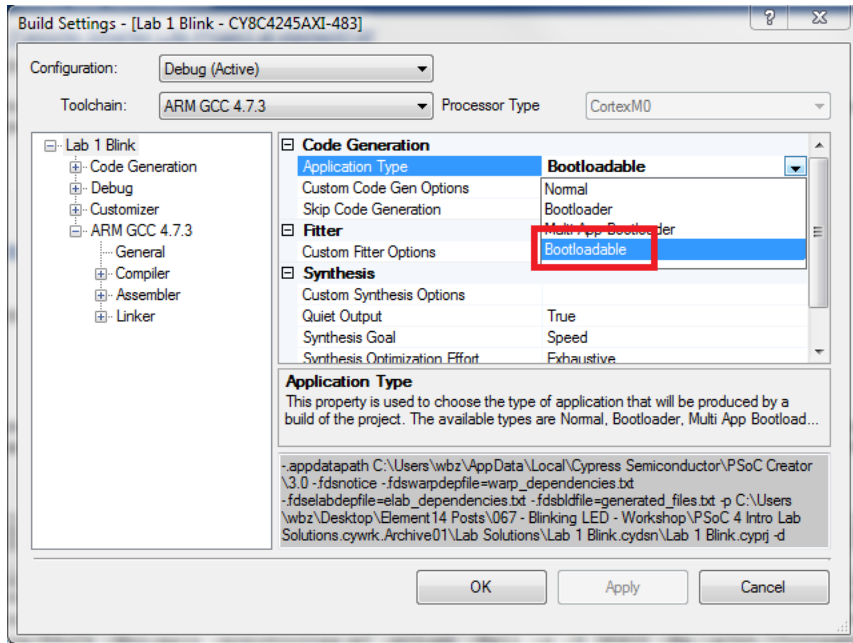 Build Settings - [Lab 1 Blink - CY8C4245AXI-483]
Configuration: Debug (Active)
Toolchain: ARM GCC 4.7.3 Processor Type CortexM0
Lab 1 Blink
Code Generation
Debug
Customizer
ARM GCC 4.7.3
General
Compiler
Assembler
Linker
Code Generation
Application Type Bootloadable
Custom Code Gen Options
Skip Code Generation
Fitter
Custom Fitter Options
Synthesis
Custom Synthesis Options
Quiet Output True
Synthesis Goal Speed
Synthesis Optimization Effort Exhaustive
Normal
Bootloader
Multi App Bootloader
Bootloadable
Application Type
This property is used to choose the type of application that will be produced by a
build of the project. The available types are Normal, Bootloader, Multi App Bootload...
-.appdatapath C:\Users\wbz\AppData\Local\Cypress Semiconductor\PSoC Creator
\3.0 -.fdsnotice -.fdswarpdepfile=warp_dependencies.txt
-.fdselabdepfile=elab_dependencies.txt -.fdsbldfile=generated_files.txt -p C:\Users
\wbz\Desktop\Element14 Posts\067 - Blinking LED - Workshop\PSoC 4 Intro Lab
Solutions.cywrk.Archive01\Lab Solutions\Lab 1 Blink.cydsn\Lab 1 Blink.cyprj -d
OK Apply Cancel